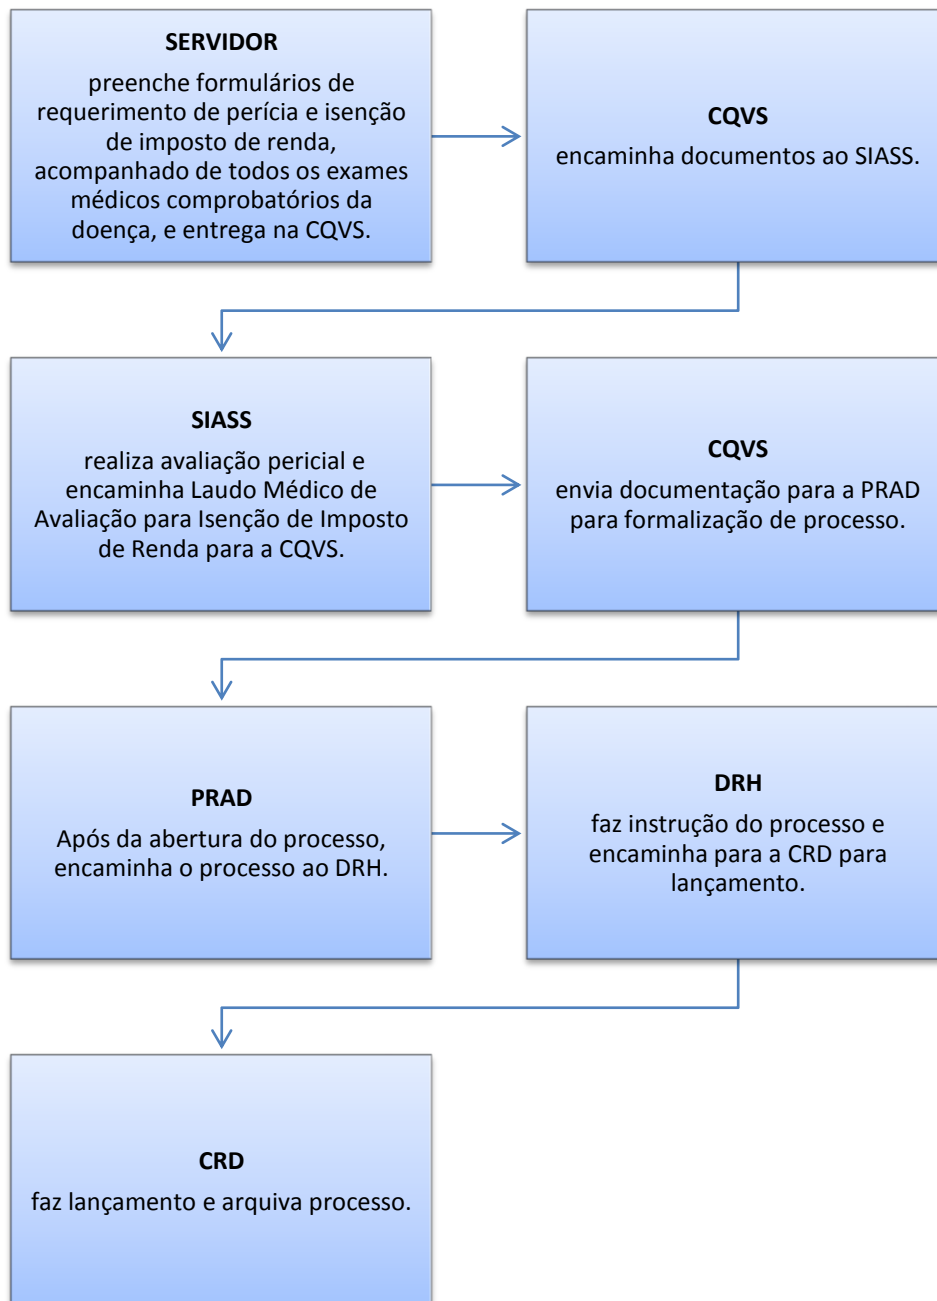 SERVIDOR
preenche formulários de
requerimento de perícia e isenção
de imposto de renda,
acompanhado de todos os exames
médicos comprobatórios da
doença, e entrega na CQVS.
CQVS
encaminha documentos ao SIASS.
SIASS
realiza avaliação pericial e
encaminha Laudo Médico de
Avaliação para Isenção de Imposto
de Renda para a CQVS.
CQVS
envia documentação para a PRAD
para formalização de processo.
PRAD
Após da abertura do processo,
encaminha o processo ao DRH.
DRH
faz instrução do processo e
encaminha para a CRD para
lançamento.
CRD
faz lançamento e arquiva processo.